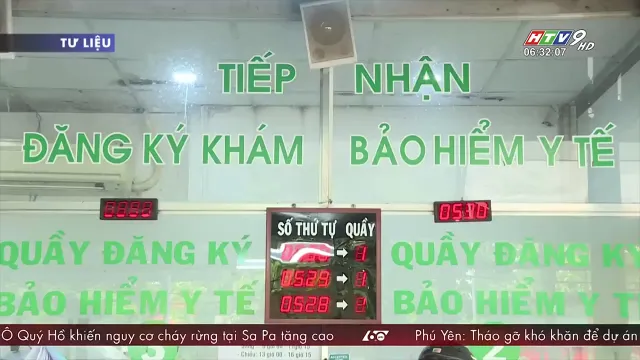 TƯ LIỆU
HTV9 HD
06:32:07
TIẾP NHẬN
ĐĂNG KÝ KHÁM BẢO HIỂM Y TẾ
0530
SỐ THỨ TỰ QUẦY
0529 → 1
0528 → 2
QUẦY ĐĂNG KÝ
BẢO HIỂM Y TẾ
QUẦY ĐĂNG KÝ
BẢO HIỂM Y TẾ
Ô Quý Hồ khiến nguy cơ cháy rừng tại Sa Pa tăng cao
Phú Yên: Tháo gỡ khó khăn để dự án